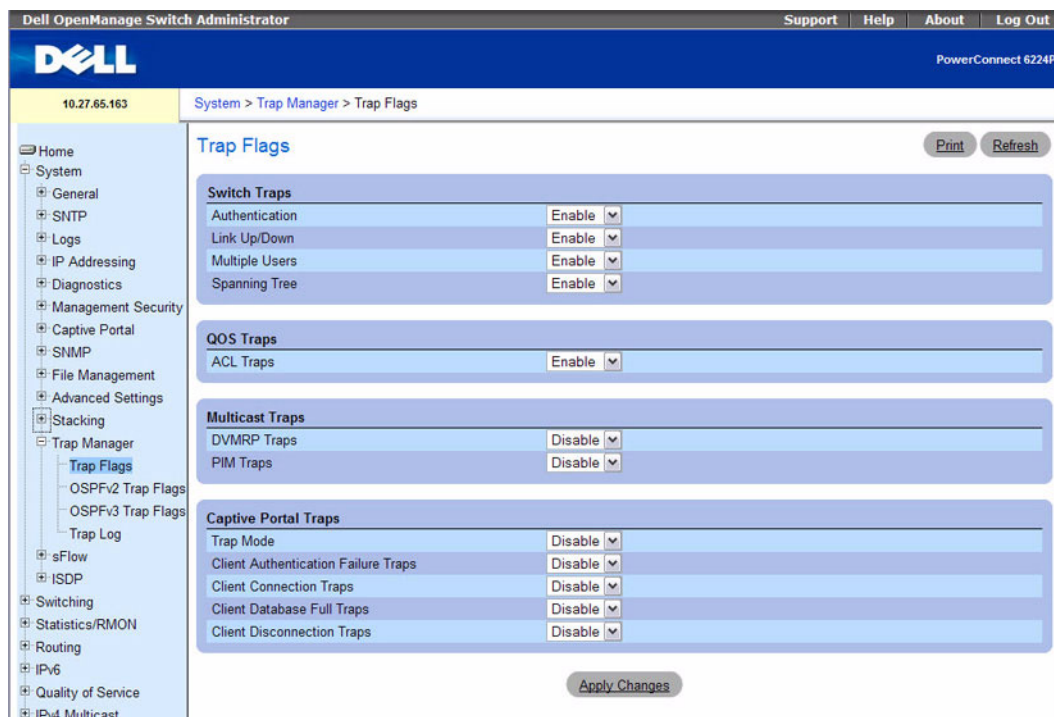 Dell OpenManage Switch Administrator
Support Help About Log Out
DELL
PowerConnect 6224P
10.27.65.163
System > Trap Manager > Trap Flags
Home
System
General
SNTP
Logs
IP Addressing
Diagnostics
Management Security
Captive Portal
SNMP
File Management
Advanced Settings
Stacking
Trap Manager
Trap Flags
OSPFv2 Trap Flags
OSPFv3 Trap Flags
Trap Log
sFlow
ISDP
Switching
Statistics/RMON
Routing
IPv6
Quality of Service
IPv4 Multicast
Trap Flags
Print Refresh
Switch Traps
Authentication Enable
Link Up/Down Enable
Multiple Users Enable
Spanning Tree Enable
QOS Traps
ACL Traps Enable
Multicast Traps
DVMRP Traps Disable
PIM Traps Disable
Captive Portal Traps
Trap Mode Disable
Client Authentication Failure Traps Disable
Client Connection Traps Disable
Client Database Full Traps Disable
Client Disconnection Traps Disable
Apply Changes